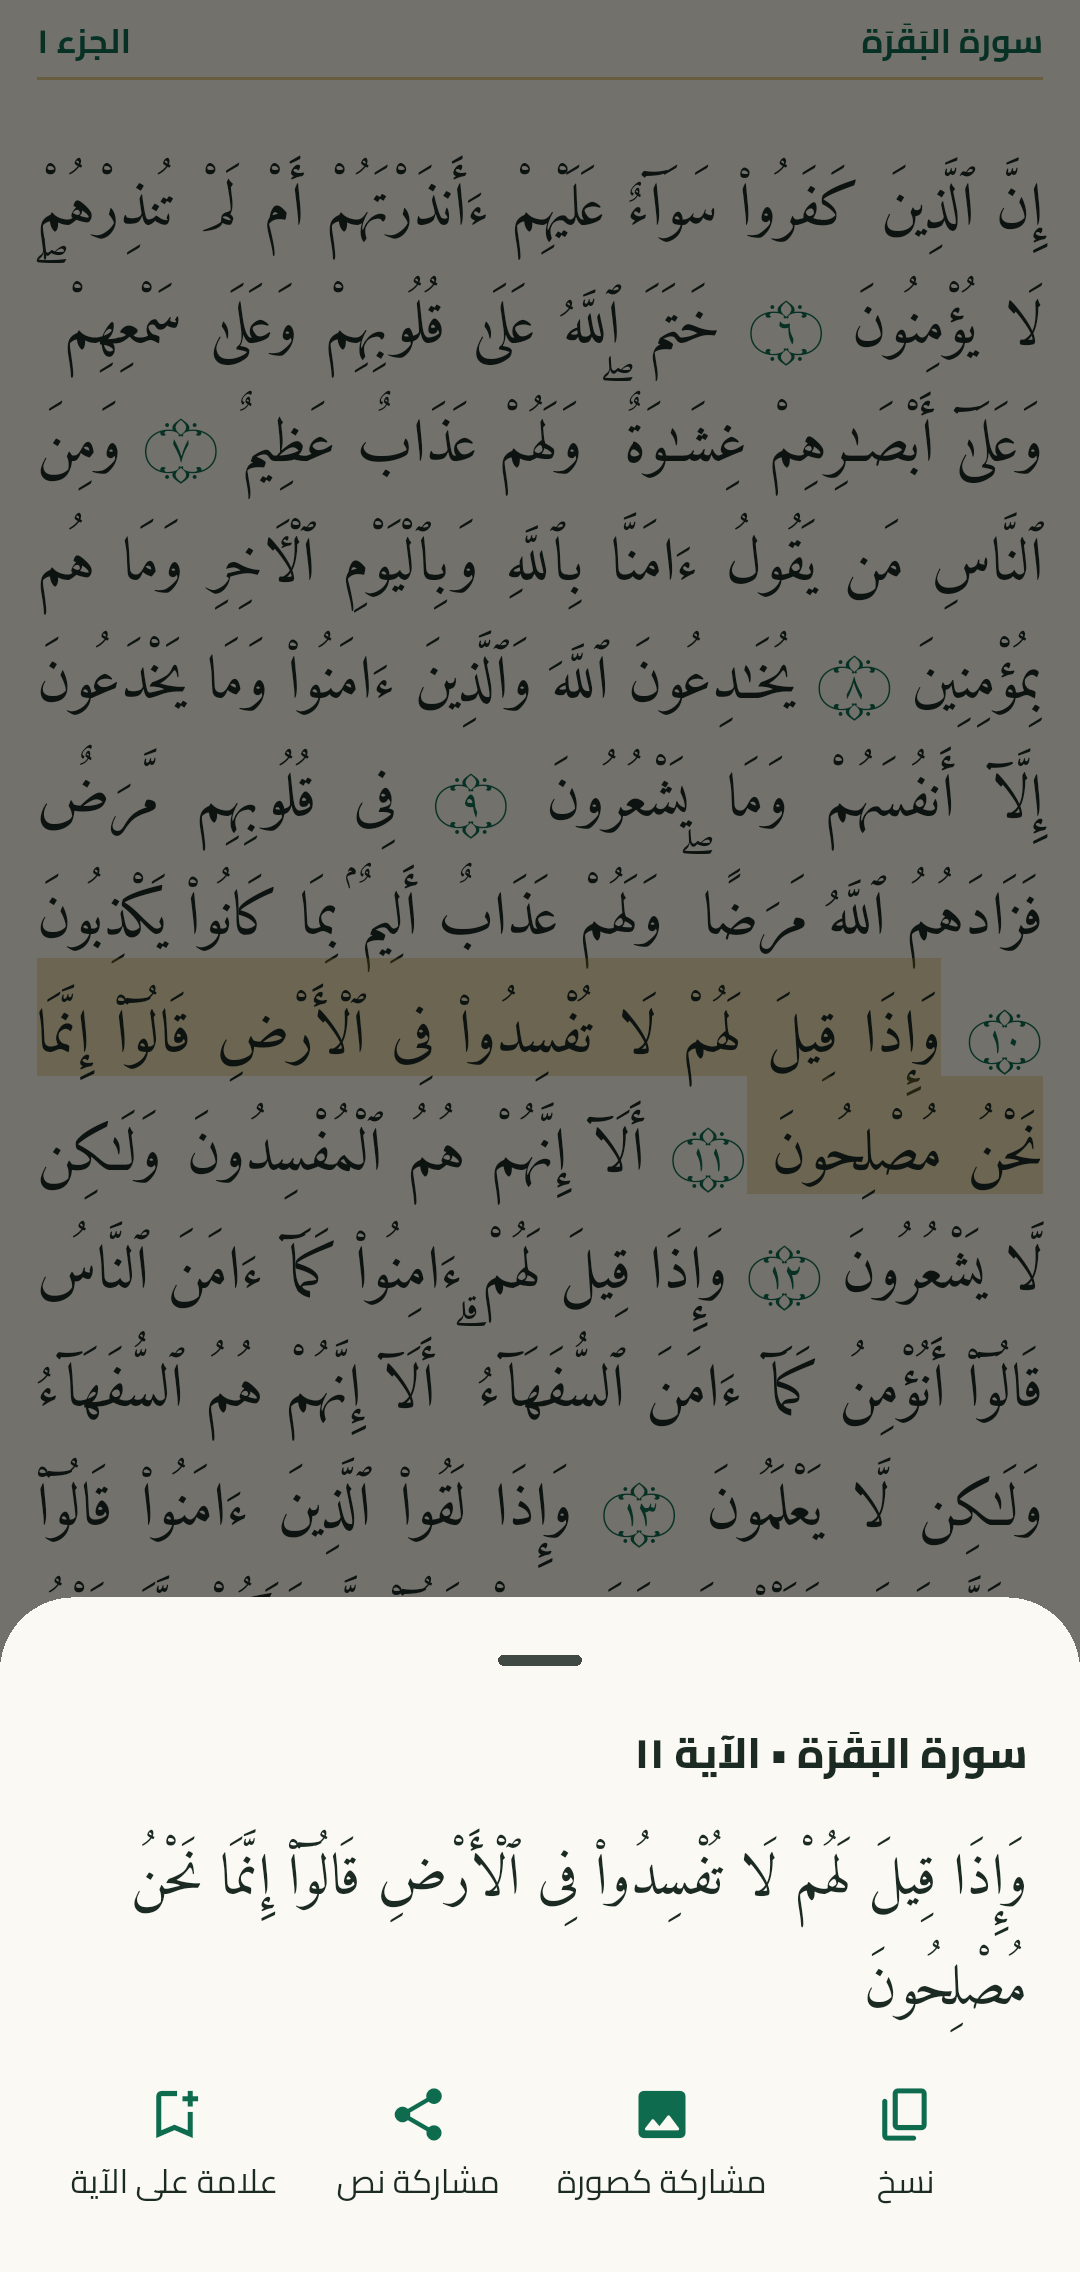 سورة البَقَرَة
الجزء ١
إِنَّ ٱلَّذِينَ كَفَرُوا۟ سَوَآءٌ عَلَيْهِمْ ءَأَنذَرْتَهُمْ أَمْ لَمْ تُنذِرْهُمْ
لَا يُؤْمِنُونَ ٦ خَتَمَ ٱللَّهُ عَلَىٰ قُلُوبِهِمْ وَعَلَىٰ سَمْعِهِمْ ۖ
وَعَلَىٰٓ أَبْصَـٰرِهِمْ غِشَـٰوَةٌ ۖ وَلَهُمْ عَذَابٌ عَظِيمٌ ٧ وَمِنَ
ٱلنَّاسِ مَن يَقُولُ ءَامَنَّا بِٱللَّهِ وَبِٱلْيَوْمِ ٱلْـَٔاخِرِ وَمَا هُم
بِمُؤْمِنِينَ ٨ يُخَـٰدِعُونَ ٱللَّهَ وَٱلَّذِينَ ءَامَنُوا۟ وَمَا يَخْدَعُونَ
إِلَّآ أَنفُسَهُمْ وَمَا يَشْعُرُونَ ٩ فِى قُلُوبِهِم مَّرَضٌ
فَزَادَهُمُ ٱللَّهُ مَرَضًا ۖ وَلَهُمْ عَذَابٌ أَلِيمٌۢ بِمَا كَانُوا۟ يَكْذِبُونَ
١٠ وَإِذَا قِيلَ لَهُمْ لَا تُفْسِدُوا۟ فِى ٱلْأَرْضِ قَالُوٓا۟ إِنَّمَا
نَحْنُ مُصْلِحُونَ ١١ أَلَآ إِنَّهُمْ هُمُ ٱلْمُفْسِدُونَ وَلَـٰكِن
لَّا يَشْعُرُونَ ١٢ وَإِذَا قِيلَ لَهُمْ ءَامِنُوا۟ كَمَآ ءَامَنَ ٱلنَّاسُ
قَالُوٓا۟ أَنُؤْمِنُ كَمَآ ءَامَنَ ٱلسُّفَهَآءُ ۗ أَلَآ إِنَّهُمْ هُمُ ٱلسُّفَهَآءُ
وَلَـٰكِن لَّا يَعْلَمُونَ ١٣ وَإِذَا لَقُوا۟ ٱلَّذِينَ ءَامَنُوا۟ قَالُوٓا۟
سورة البَقَرَة ▪ الآية ١١
وَإِذَا قِيلَ لَهُمْ لَا تُفْسِدُوا۟ فِى ٱلْأَرْضِ قَالُوٓا۟ إِنَّمَا نَحْنُ
مُصْلِحُونَ
نسخ
مشاركة كصورة
مشاركة نص
علامة على الآية